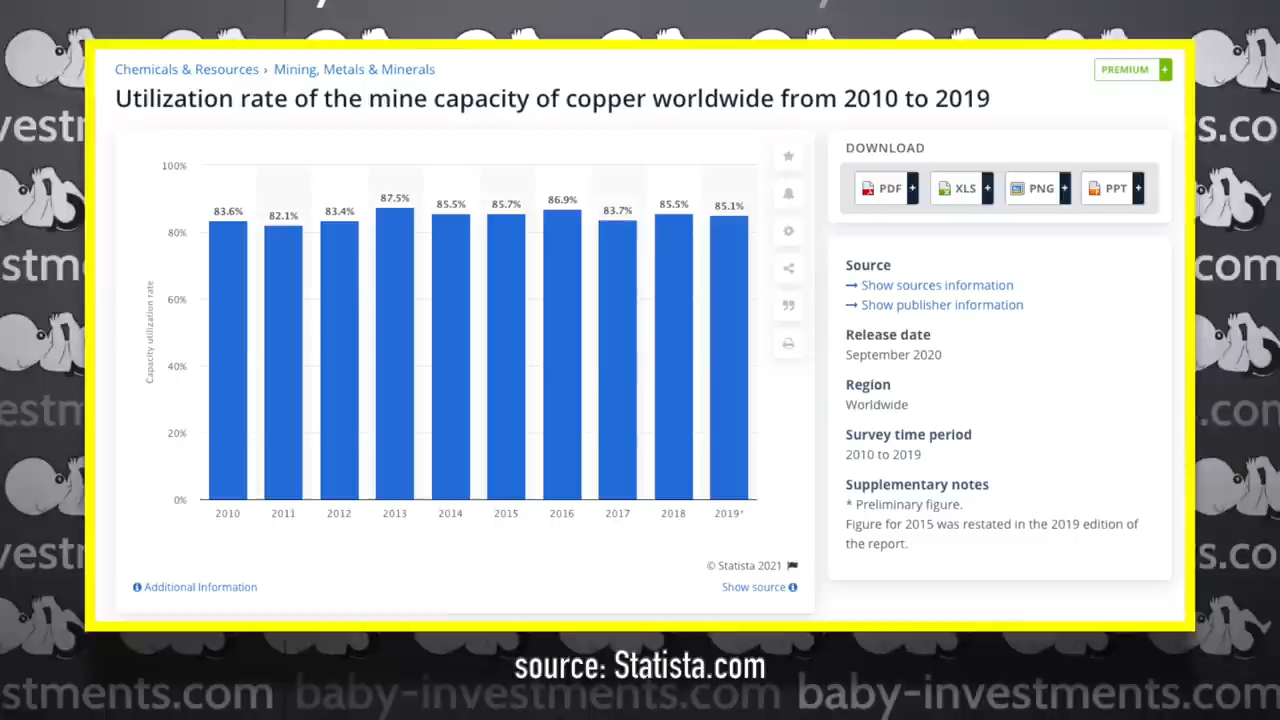 Chemicals & Resources › Mining, Metals & Minerals
PREMIUM +
Utilization rate of the mine capacity of copper worldwide from 2010 to 2019
Capacity utilization rate
100%
80%
60%
40%
20%
0%
83.6%
82.1%
83.4%
87.5%
85.5%
85.7%
86.9%
83.7%
85.5%
85.1%
2010 2011 2012 2013 2014 2015 2016 2017 2018 2019*
© Statista 2021
Additional Information
Show source
DOWNLOAD
PDF + XLS + PNG + PPT +
Source
→ Show sources information
→ Show publisher information
Release date
September 2020
Region
Worldwide
Survey time period
2010 to 2019
Supplementary notes
* Preliminary figure.
Figure for 2015 was restated in the 2019 edition of
the report.
source: Statista.com
stments.com baby-investments.com baby-investments.com